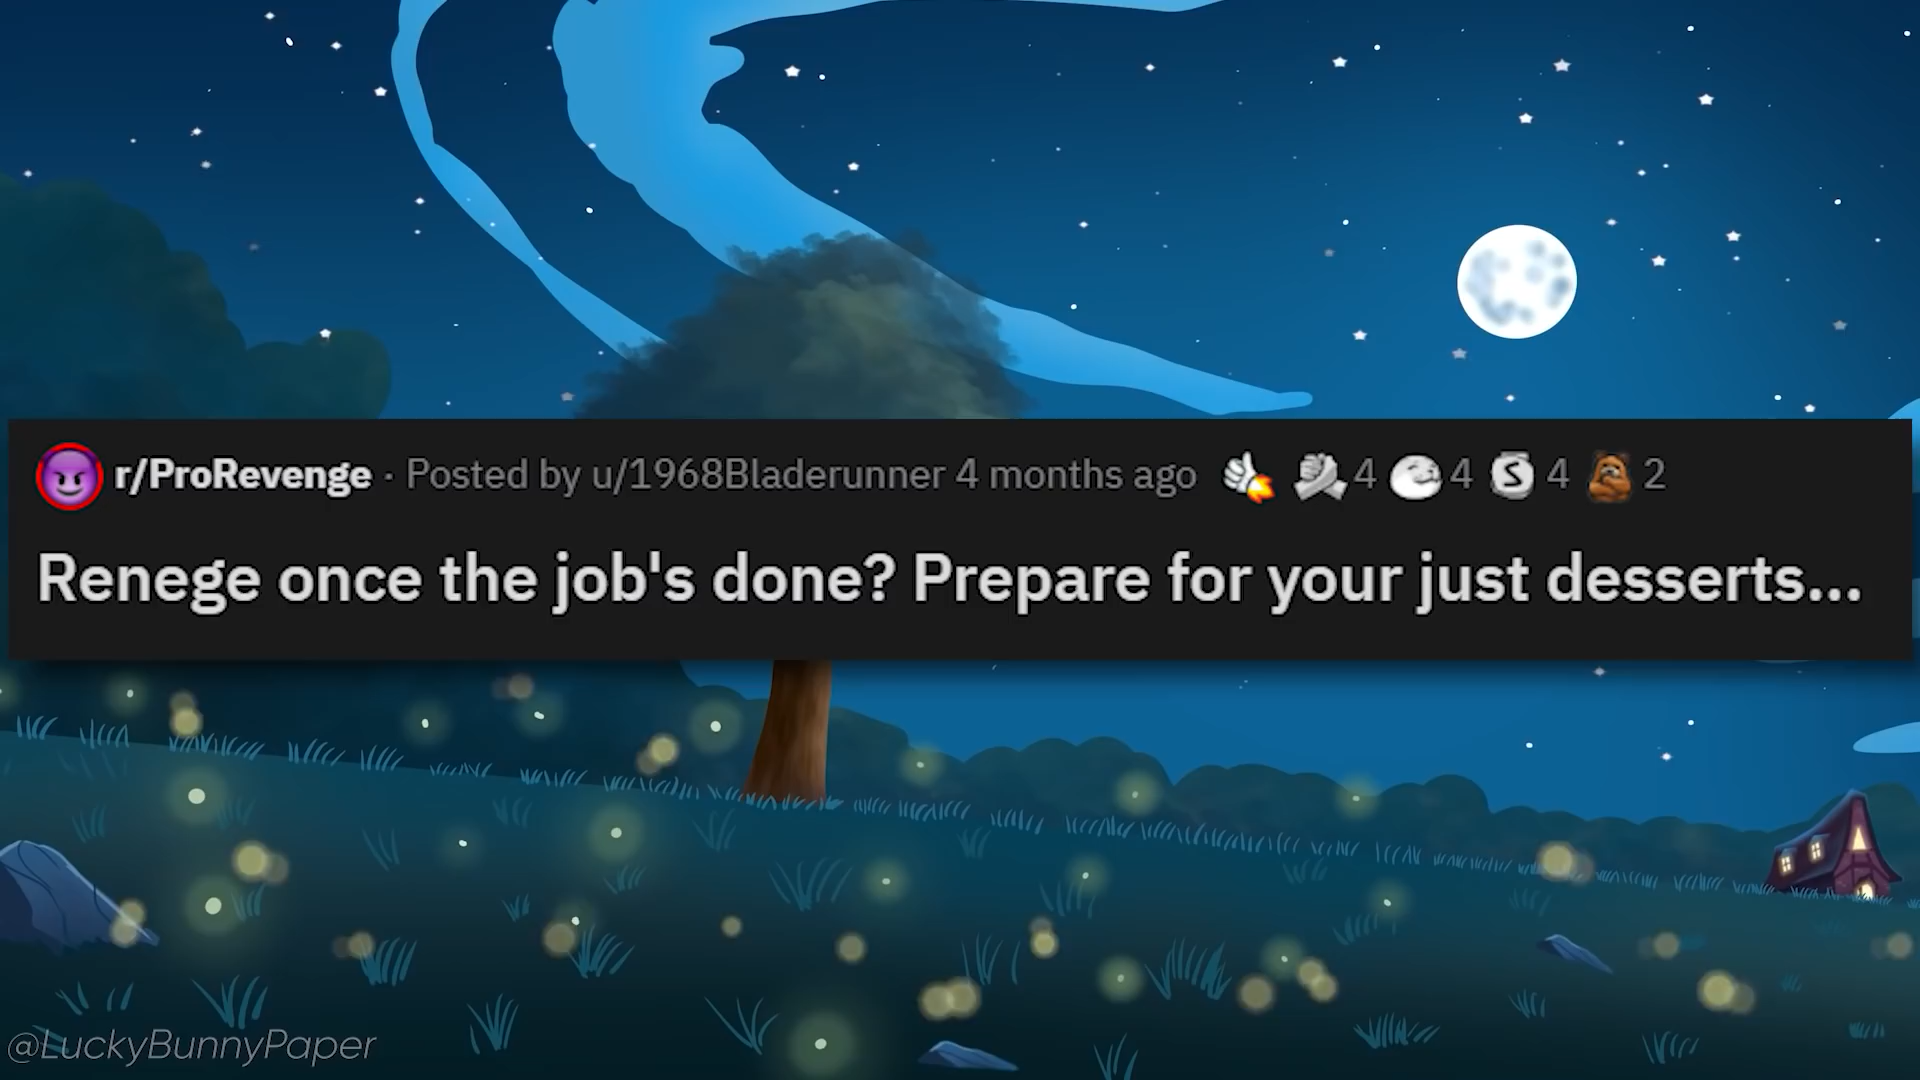 r/ProRevenge · Posted by u/1968Bladerunner 4 months ago 4 4 S 4 2
Renege once the job's done? Prepare for your just desserts...
@LuckyBunnyPaper